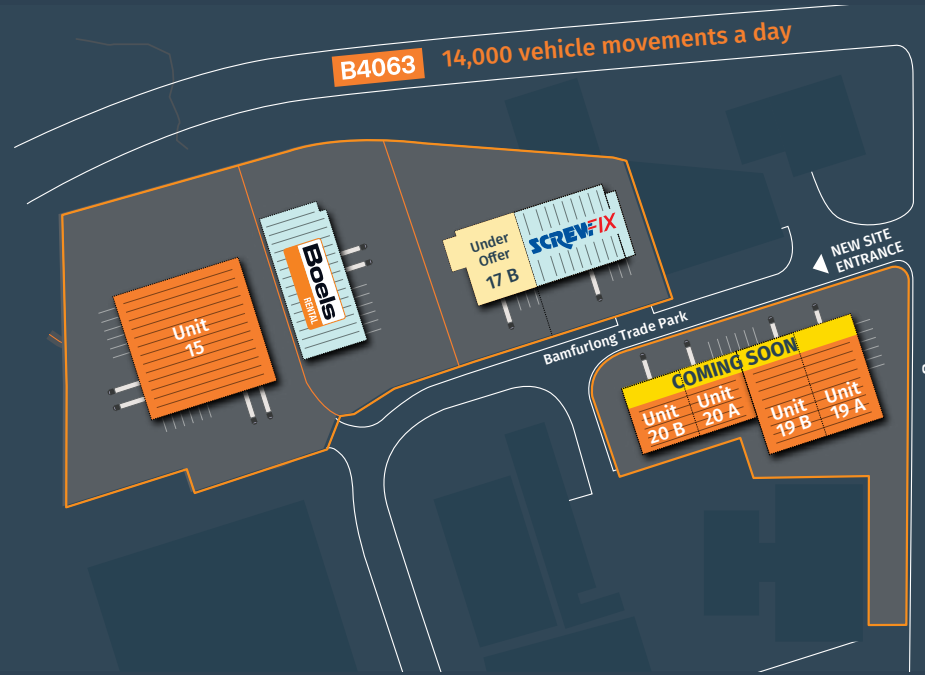 B4063 14,000 vehicle movements a day
NEW SITE
ENTRANCE
Under
Offer
17 B
SCREWFIX
Boels
RENTAL
Unit
15
Bamfurlong Trade Park
COMING SOON
Unit
20 B
Unit
20 A
Unit
19 B
Unit
19 A